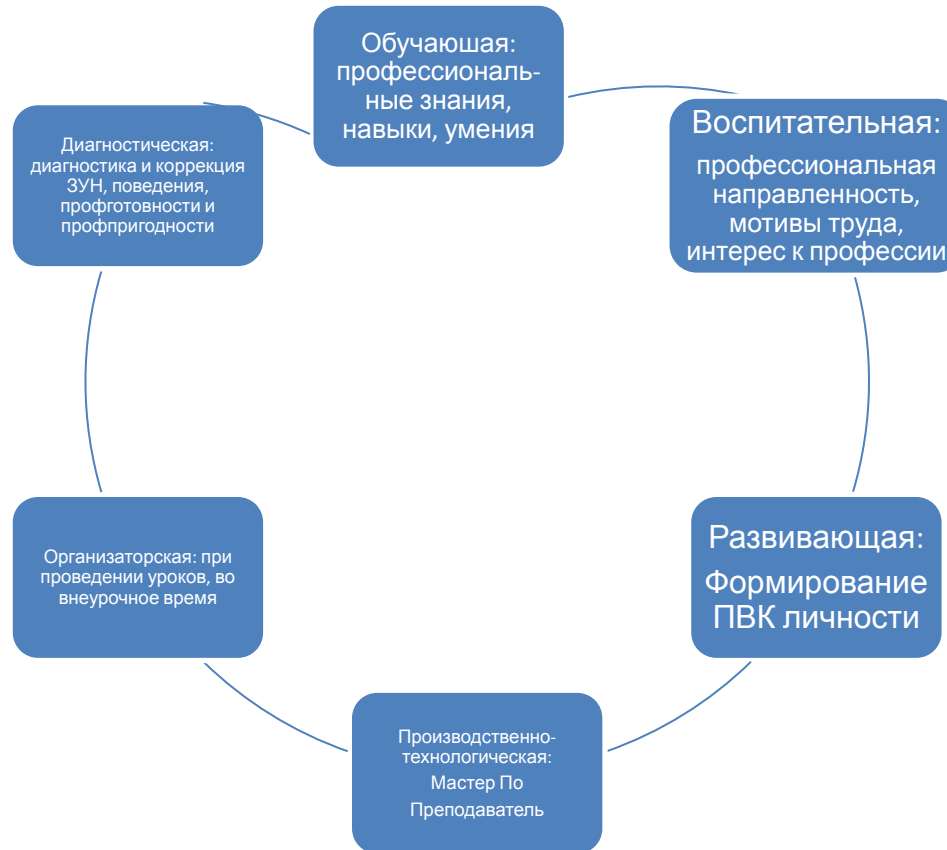 Обучаюшая:
профессиональ-
ные знания,
навыки, умения
Воспитательная:
профессиональная
направленность,
мотивы труда,
интерес к профессии
Развивающая:
Формирование
ПВК личности
Производственно-
технологическая:
Мастер По
Преподаватель
Организаторская: при
проведении уроков, во
внеурочное время
Диагностическая:
диагностика и коррекция
ЗУН, поведения,
профготовности и
профпригодности